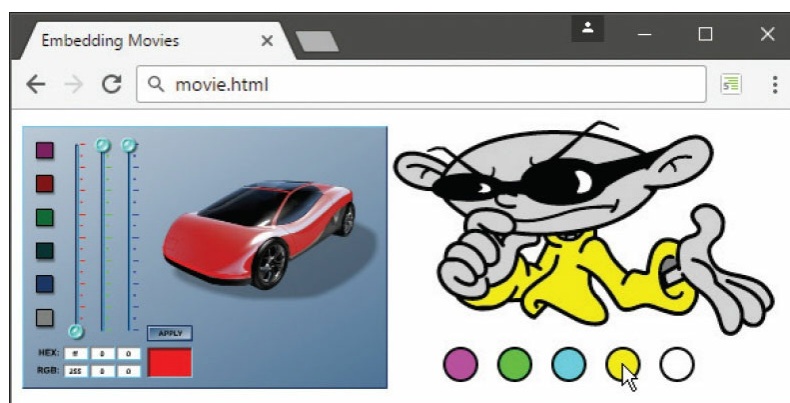 Embedding Movies
movie.html
APPLY
HEX: ff 0 0
RGB: 255 0 0